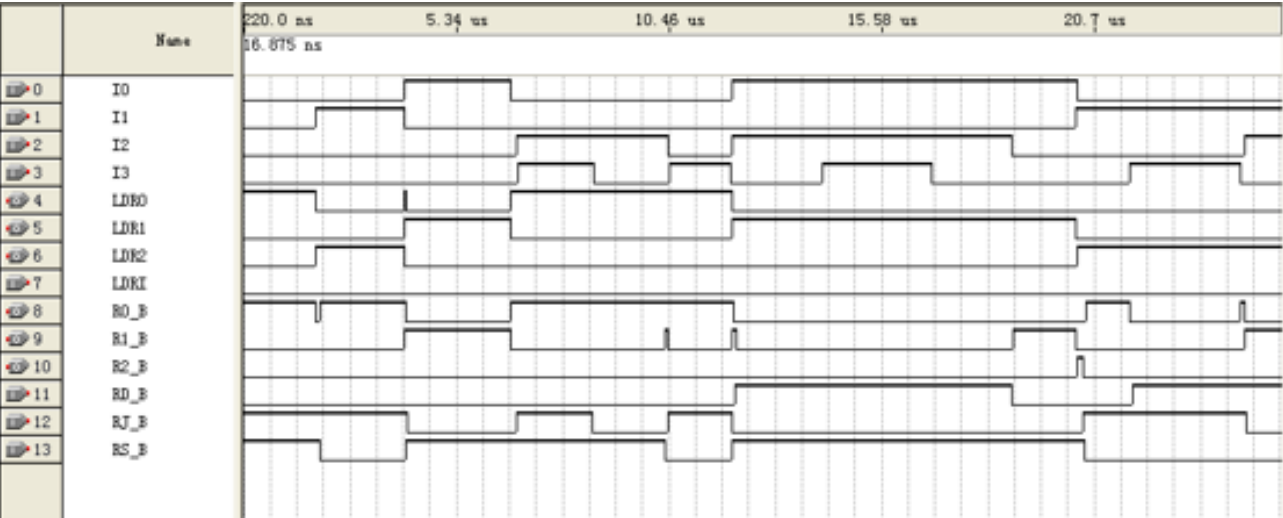 220.0 ns 5.34 us 10.46 us 15.58 us 20.7 us
Name
16.875 ns
0 I0
1 I1
2 I2
3 I3
4 LDR0
5 LDR1
6 LDR2
7 LDRI
8 R0_B
9 R1_B
10 R2_B
11 RD_B
12 RJ_B
13 RS_B